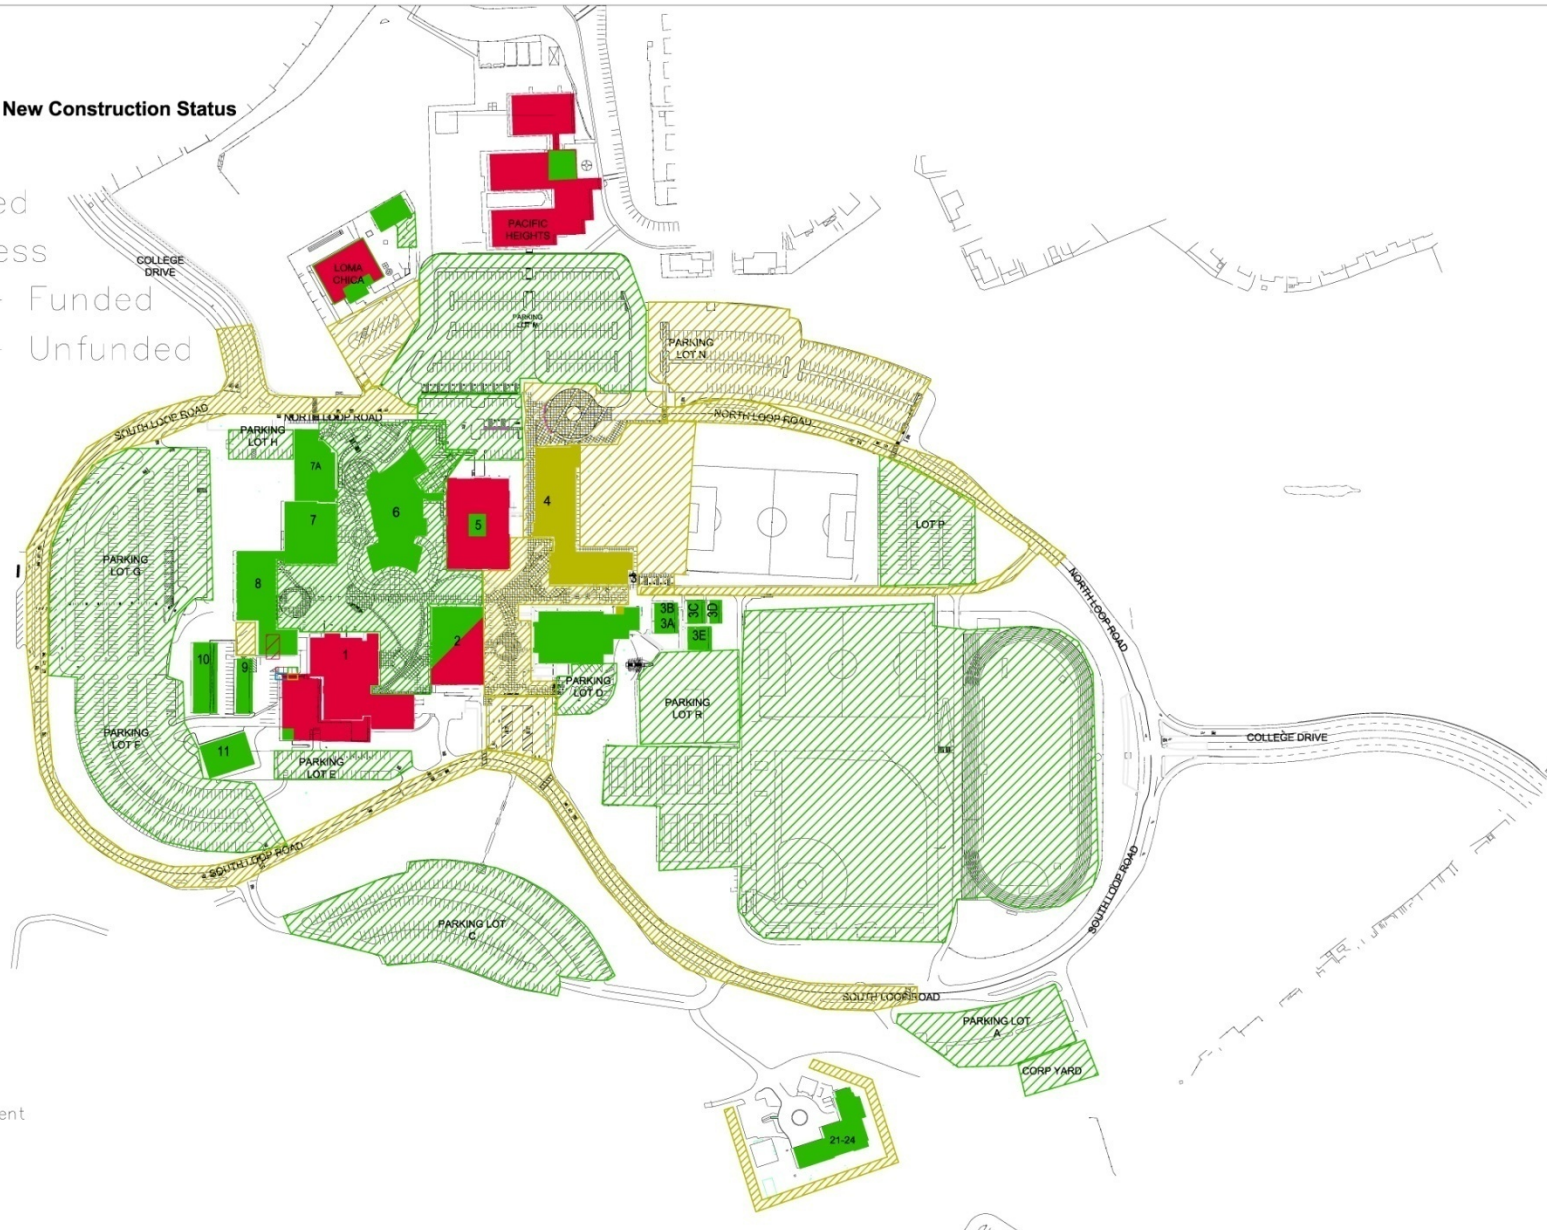 New Construction Status
ed
ess
- Funded
- Unfunded
PACIFIC
HEIGHTS
LOMA
CHICA
COLLEGE
DRIVE
PARKING
LOT M
PARKING
LOT N
SOUTH LOOP ROAD
NORTH LOOP ROAD
NORTH LOOP ROAD
PARKING
LOT H
7A
7
6
5
4
LOT P
PARKING
LOT G
8
3
NORTH LOOP ROAD
3B
3A
3C
3D
3E
2
1
10
9
PARKING
LOT D
PARKING
LOT R
PARKING
LOT F
11
PARKING
LOT E
COLLEGE DRIVE
SOUTH LOOP ROAD
SOUTH LOOP ROAD
PARKING LOT
C
SOUTH LOOP ROAD
PARKING LOT
A
CORP YARD
ent
21-24